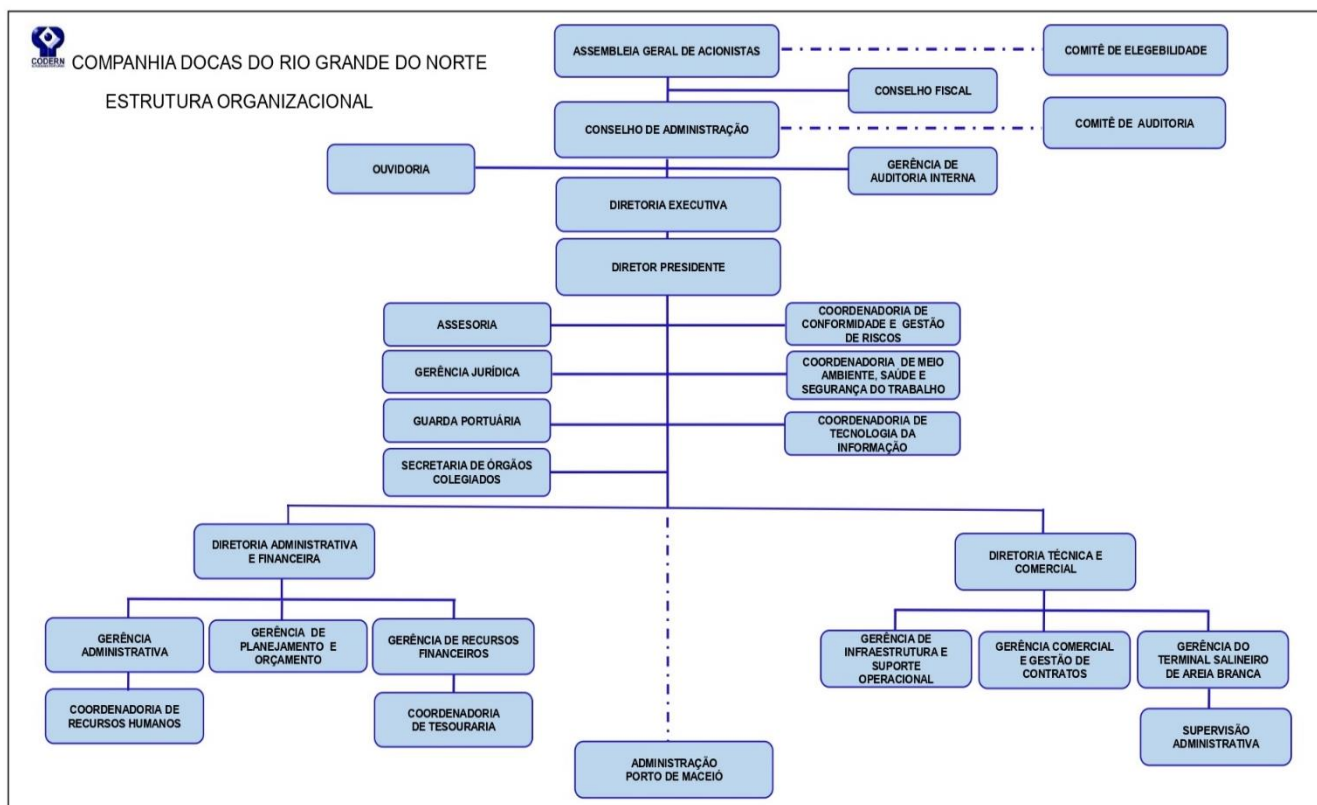 CODERN
COMPANHIA DOCAS DO RIO GRANDE DO NORTE
ESTRUTURA ORGANIZACIONAL
ASSEMBLEIA GERAL DE ACIONISTAS
COMITÊ DE ELEGEBILIDADE
CONSELHO FISCAL
CONSELHO DE ADMINISTRAÇÃO
COMITÊ DE AUDITORIA
OUVIDORIA
GERÊNCIA DE
AUDITORIA INTERNA
DIRETORIA EXECUTIVA
DIRETOR PRESIDENTE
ASSESORIA
COORDENADORIA DE
CONFORMIDADE E GESTÃO
DE RISCOS
GERÊNCIA JURÍDICA
COORDENADORIA DE MEIO
AMBIENTE, SAÚDE E
SEGURANÇA DO TRABALHO
GUARDA PORTUÁRIA
COORDENADORIA DE
TECNOLOGIA DA
INFORMAÇÃO
SECRETARIA DE ÓRGÃOS
COLEGIADOS
DIRETORIA ADMINISTRATIVA
E FINANCEIRA
DIRETORIA TÉCNICA E
COMERCIAL
GERÊNCIA
ADMINISTRATIVA
GERÊNCIA DE
PLANEJAMENTO E
ORÇAMENTO
GERÊNCIA DE RECURSOS
FINANCEIROS
GERÊNCIA DE
INFRAESTRUTURA E
SUPORTE
OPERACIONAL
GERÊNCIA COMERCIAL
E GESTÃO DE
CONTRATOS
GERÊNCIA DO
TERMINAL SALINEIRO
DE AREIA BRANCA
COORDENADORIA DE
RECURSOS HUMANOS
COORDENADORIA
DE TESOURARIA
SUPERVISÃO
ADMINISTRATIVA
ADMINISTRAÇÃO
PORTO DE MACEIÓ